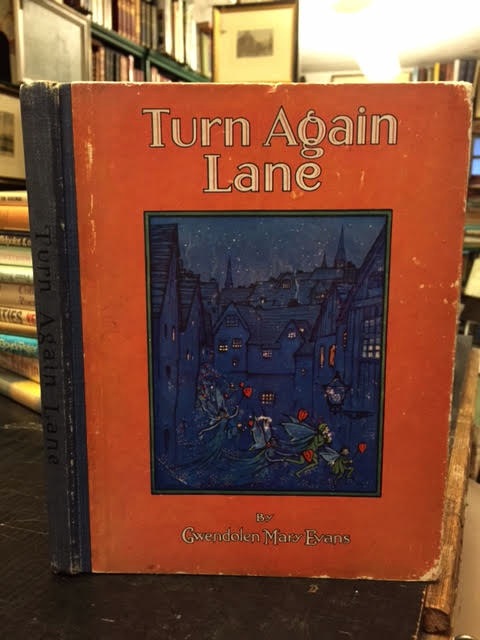 Turn Again
Lane
By
Gwendolen Mary Evans
Turn Again Lane